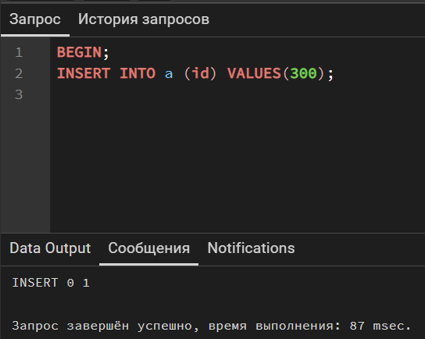 Запрос История запросов
1 BEGIN;
2 INSERT INTO a (id) VALUES(300);
3
Data Output Сообщения Notifications
INSERT 0 1
Запрос завершён успешно, время выполнения: 87 msec.